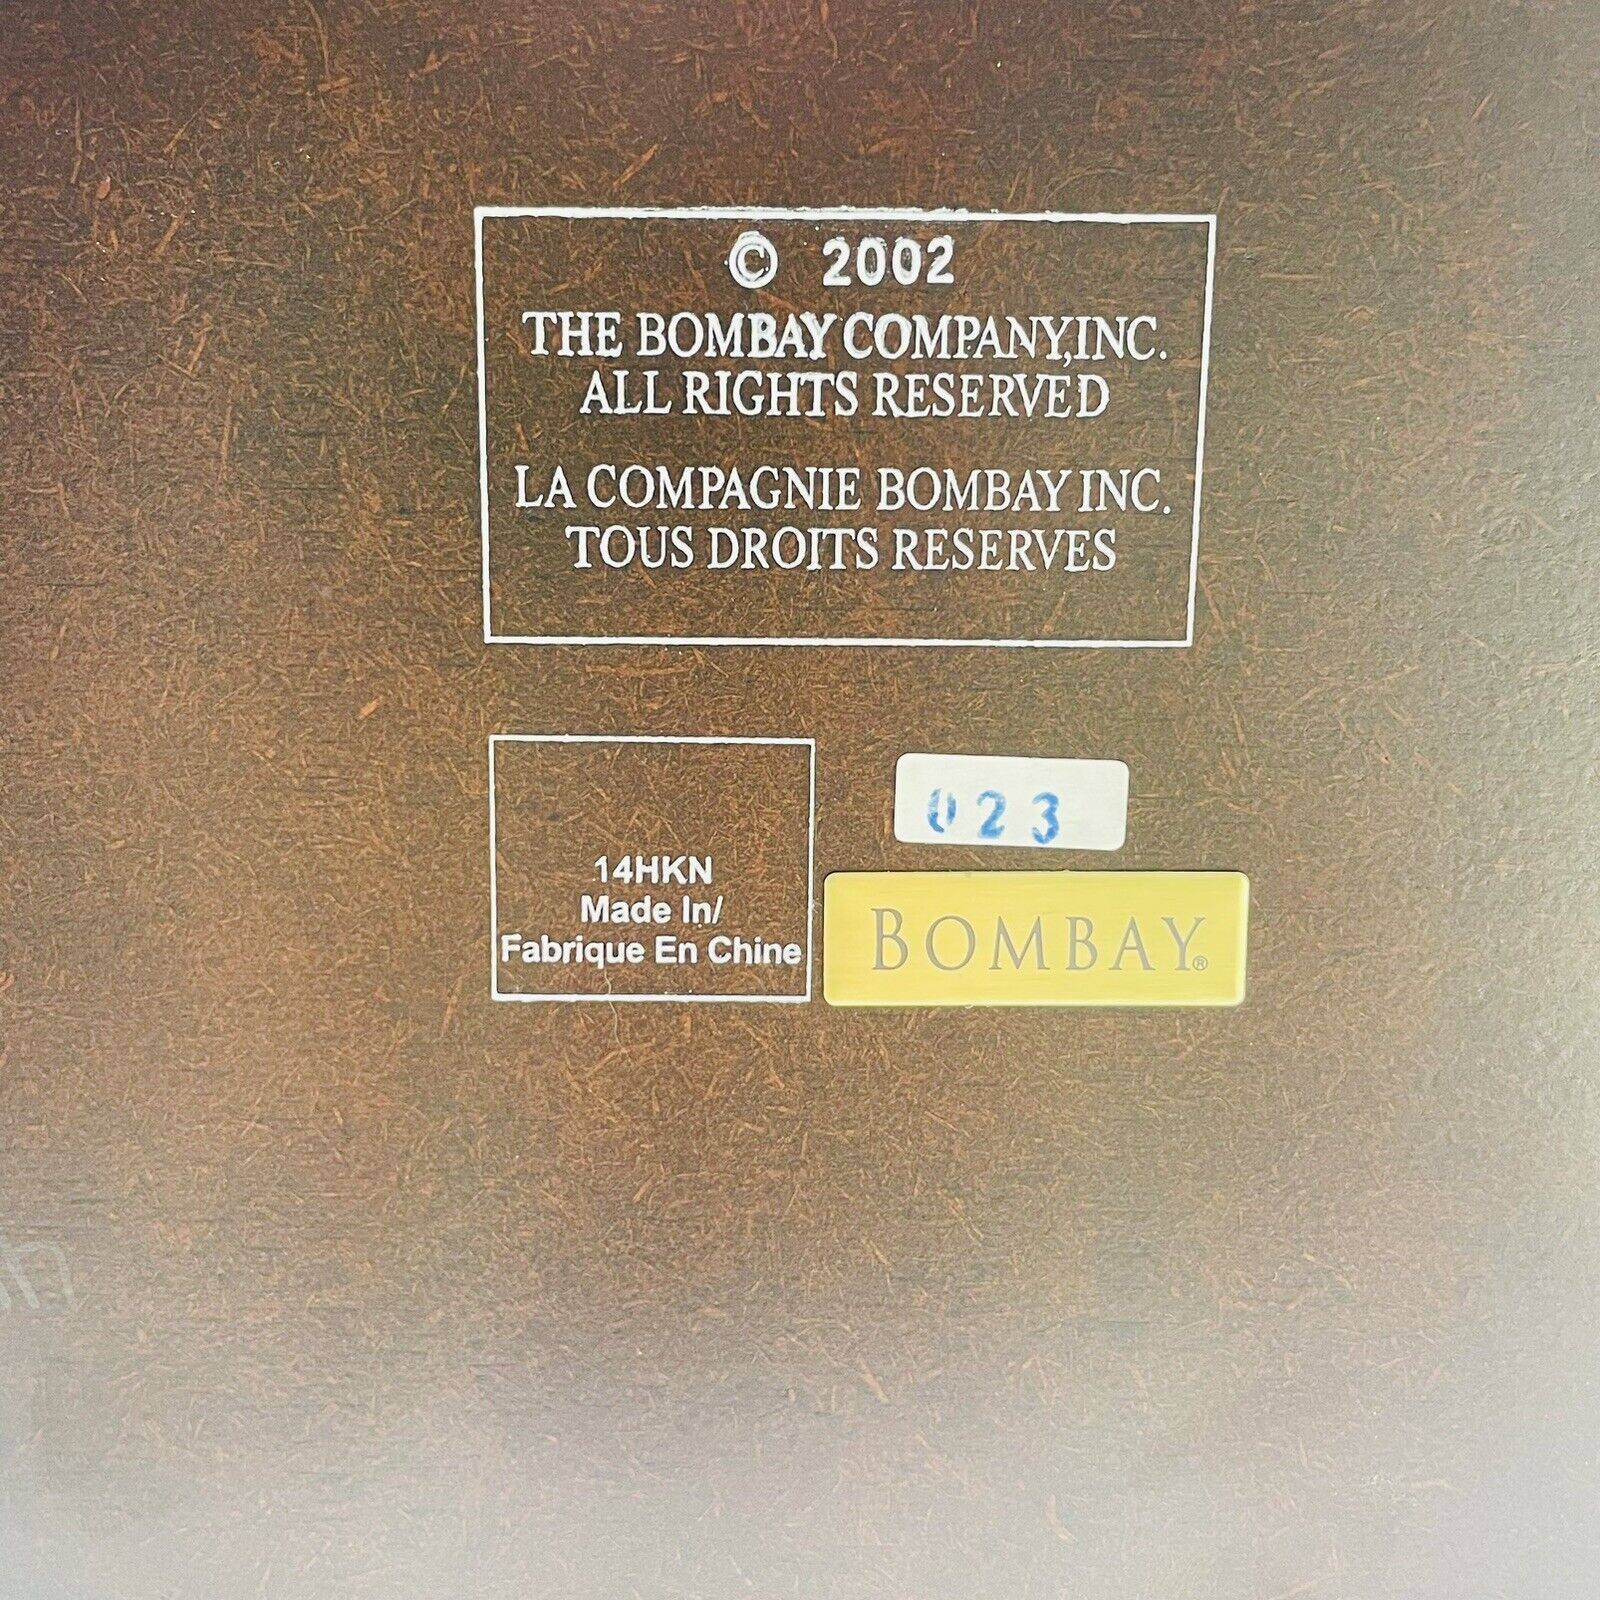 © 2002
THE BOMBAY COMPANY, INC.
ALL RIGHTS RESERVED
LA COMPAGNIE BOMBAY INC.
TOUS DROITS RESERVES
023
14HKN
Made In/
Fabrique En Chine
BOMBAY®